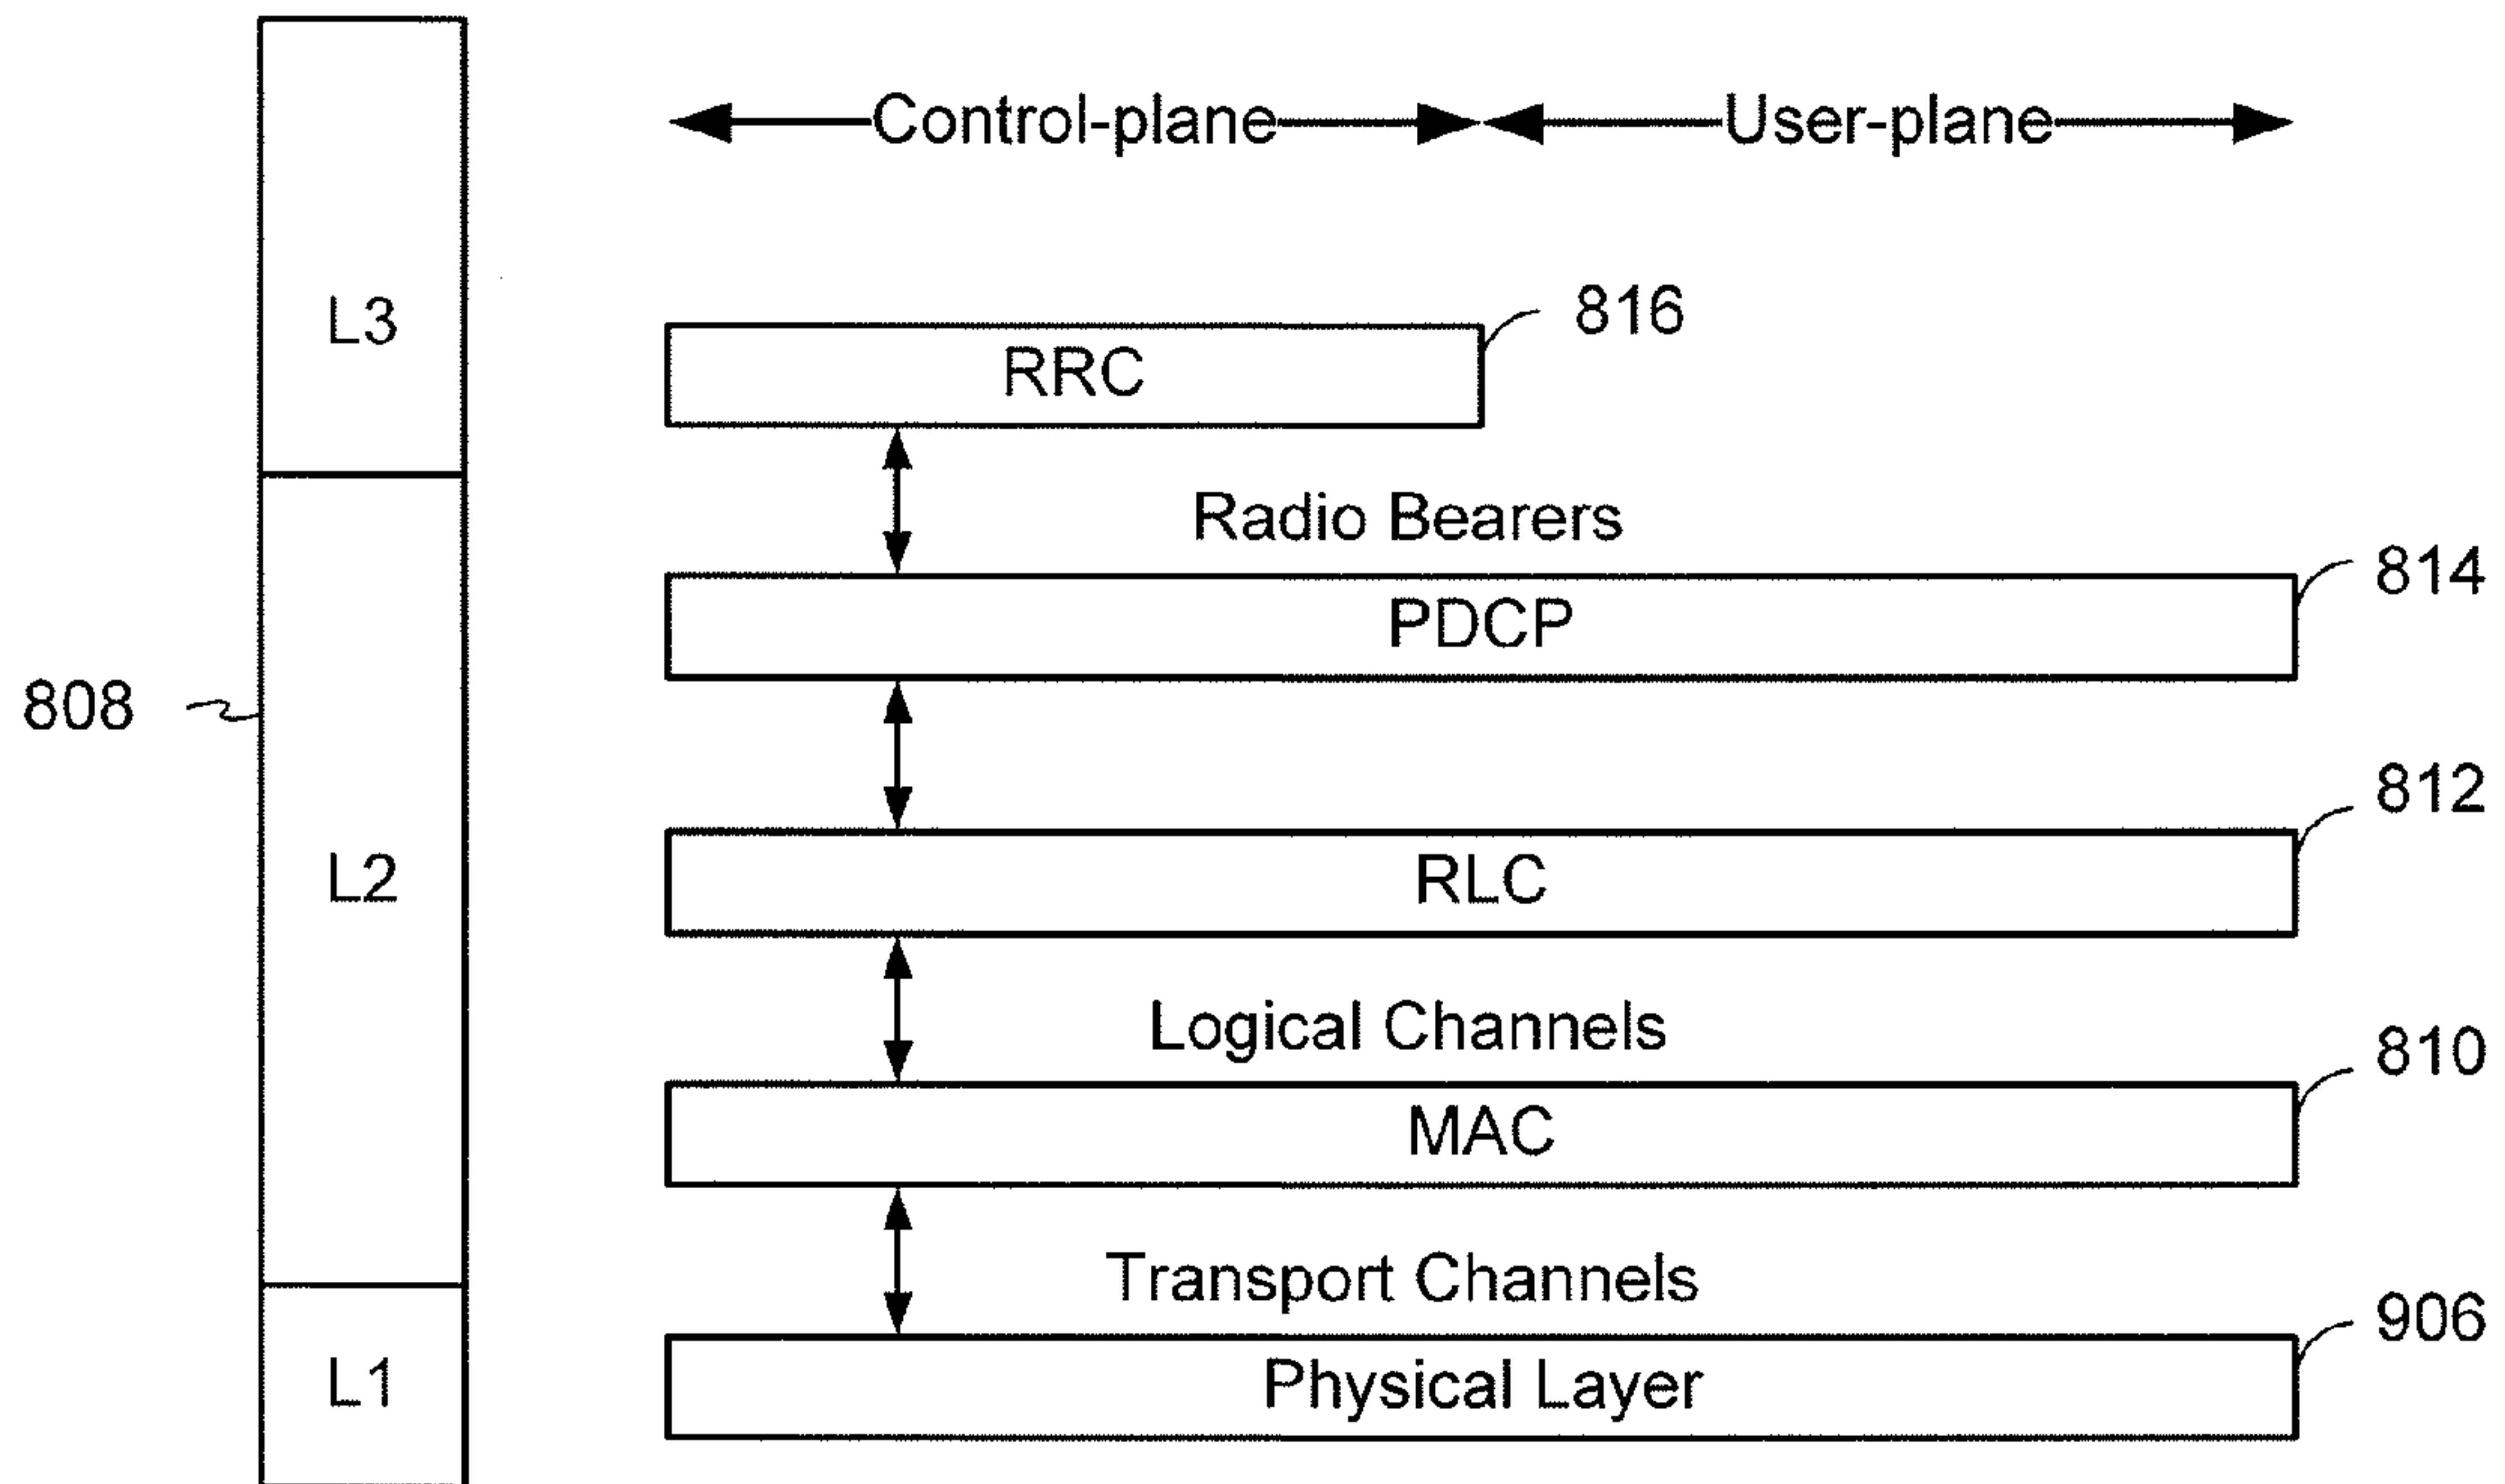 Control-plane User-plane
816
L3
RRC
Radio Bearers
814
PDCP
808
812
L2
RLC
Logical Channels
810
MAC
Transport Channels
906
L1
Physical Layer